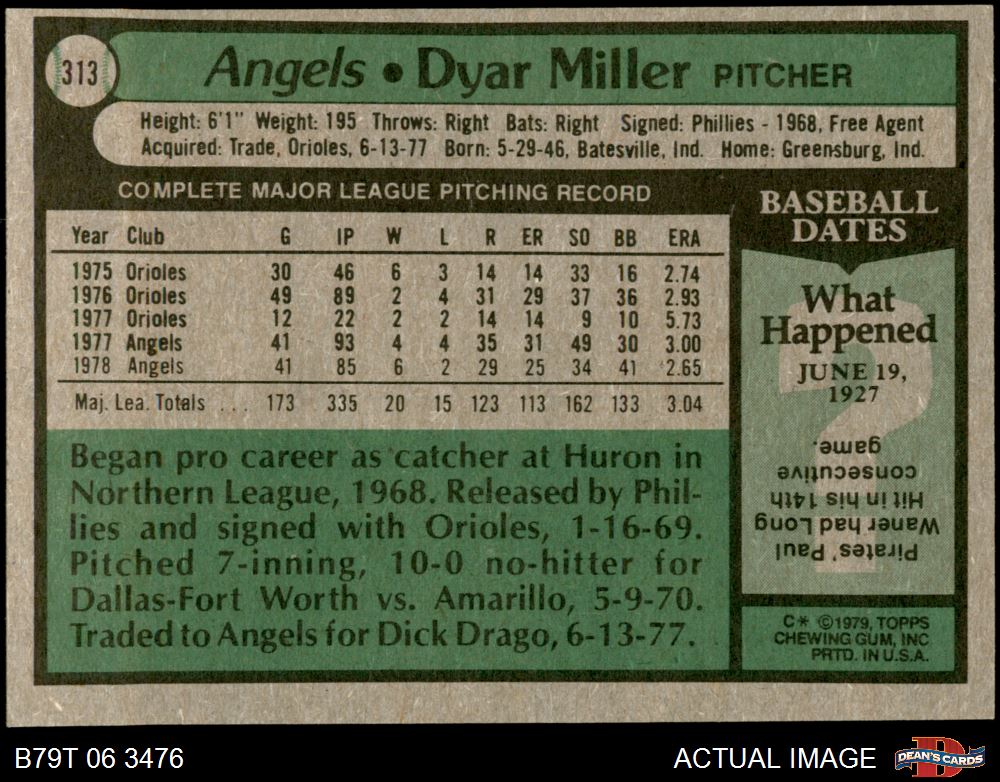 313
Angels • Dyar Miller PITCHER
Height: 6'1" Weight: 195 Throws: Right Bats: Right Signed: Phillies - 1968, Free Agent
Acquired: Trade, Orioles, 6-13-77 Born: 5-29-46, Batesville, Ind. Home: Greensburg, Ind.
COMPLETE MAJOR LEAGUE PITCHING RECORD
Year Club G IP W L R ER SO BB ERA
1975 Orioles 30 46 6 3 14 14 33 16 2.74
1976 Orioles 49 89 2 4 31 29 37 36 2.93
1977 Orioles 12 22 2 2 14 14 9 10 5.73
1977 Angels 41 93 4 4 35 31 49 30 3.00
1978 Angels 41 85 6 2 29 25 34 41 2.65
Maj. Lea. Totals ... 173 335 20 15 123 113 162 133 3.04
Began pro career as catcher at Huron in
Northern League, 1968. Released by Phil-
lies and signed with Orioles, 1-16-69.
Pitched 7-inning, 10-0 no-hitter for
Dallas-Fort Worth vs. Amarillo, 5-9-70.
Traded to Angels for Dick Drago, 6-13-77.
BASEBALL
DATES
What
Happened
JUNE 19,
1927
?
Pirates' Paul
Waner had Long
Hit in his 14th
consecutive
game.
C* ©1979, TOPPS
CHEWING GUM, INC
PRTD. IN U.S.A.
B79T 06 3476
ACTUAL IMAGE
D
DEAN'S CARDS